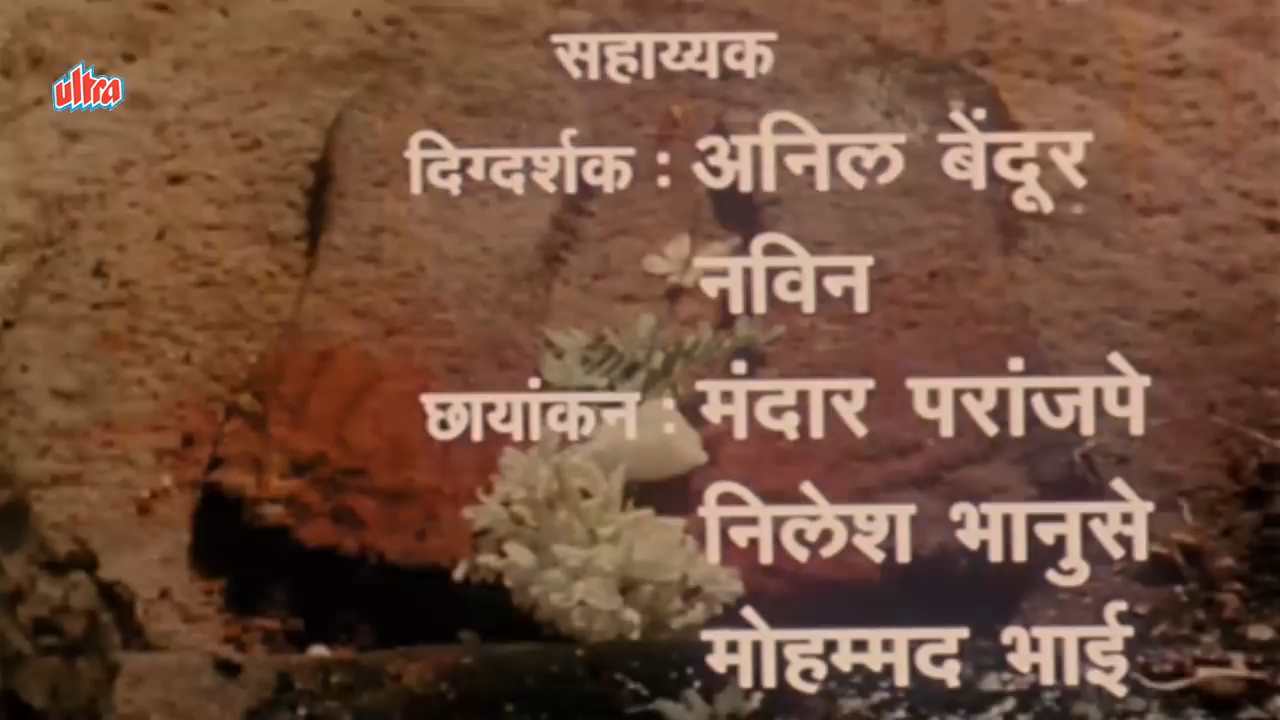 ultra
सहाय्यक
दिग्दर्शक : अनिल बेंदूर
नविन
छायांकन : मंदार परांजपे
निलेश भानुसे
मोहम्मद भाई